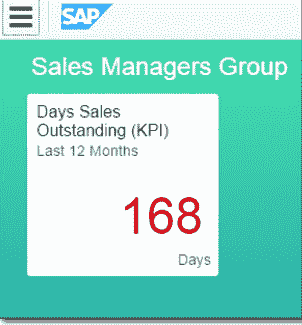 SAP
Sales Managers Group
Days Sales
Outstanding (KPI)
Last 12 Months
168
Days